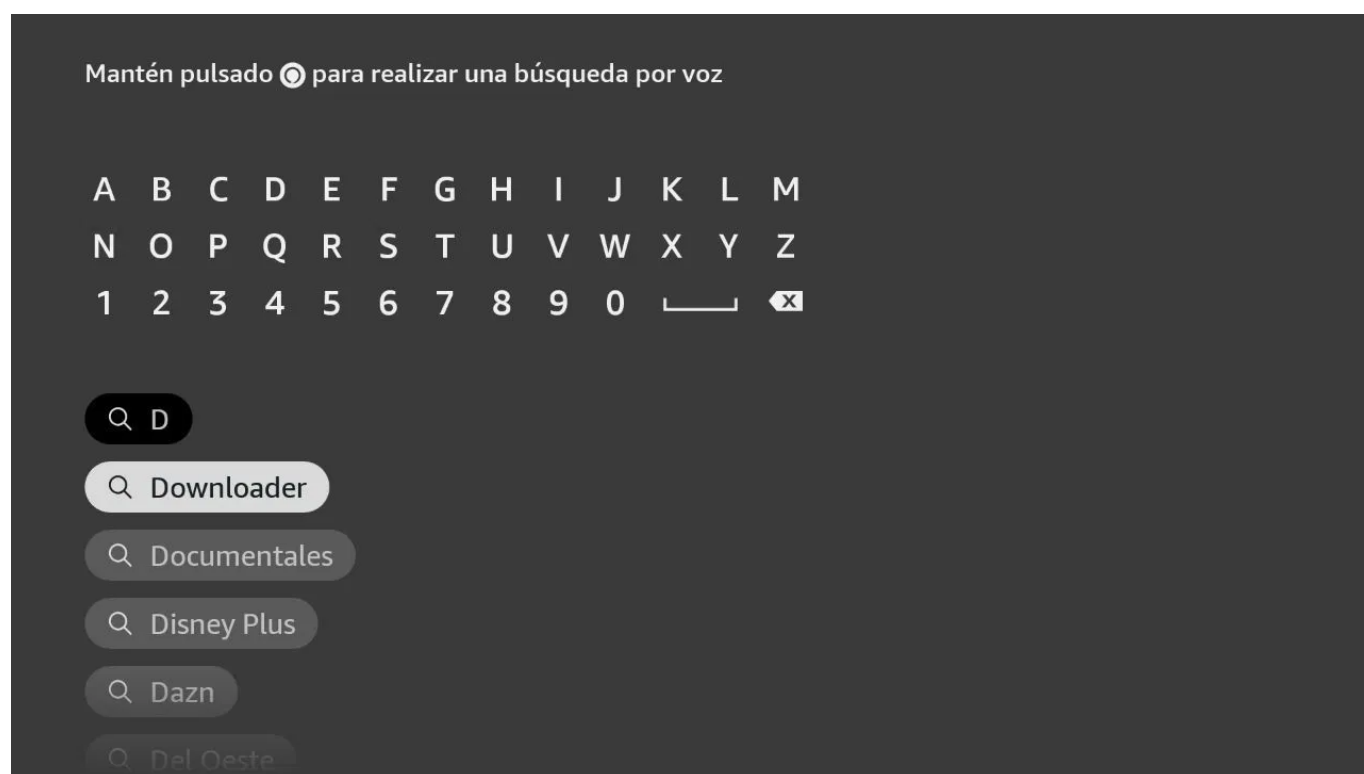 Mantén pulsado para realizar una búsqueda por voz
A B C D E F G H I J K L M
N O P Q R S T U V W X Y Z
1 2 3 4 5 6 7 8 9 0
D
Downloader
Documentales
Disney Plus
Dazn
Del Oeste